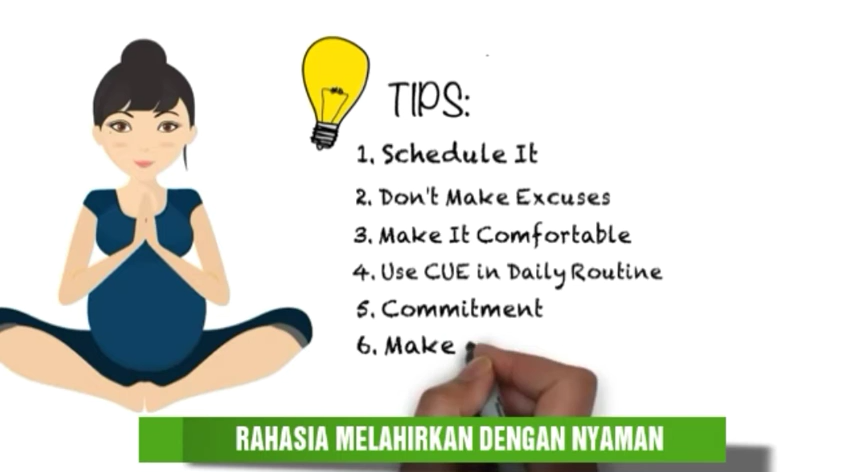 TIPS:
1. Schedule It
2. Don't Make Excuses
3. Make It Comfortable
4. Use CUE in Daily Routine
5. Commitment
6. Make
RAHASIA MELAHIRKAN DENGAN NYAMAN